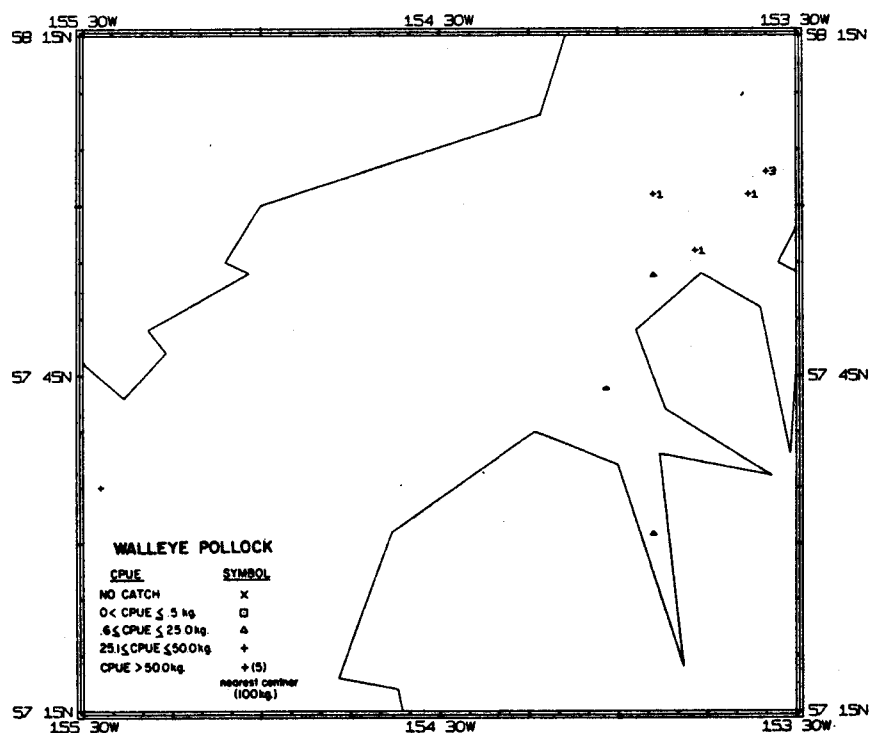 155 30W 154 30W 153 30W
58 15N 58 15N
+3
+1 +1
+1
57 45N 57 45N
+
WALLEYE POLLOCK
CPUE SYMBOL
NO CATCH X
0 < CPUE ≤ .5 kg. □
.6 ≤ CPUE ≤ 25.0 kg. △
25.1 ≤ CPUE ≤ 50.0 kg. +
CPUE > 50.0 kg. + (5)
nearest centner
(100 kg.)
57 15N 57 15N
155 30W 154 30W 153 30W